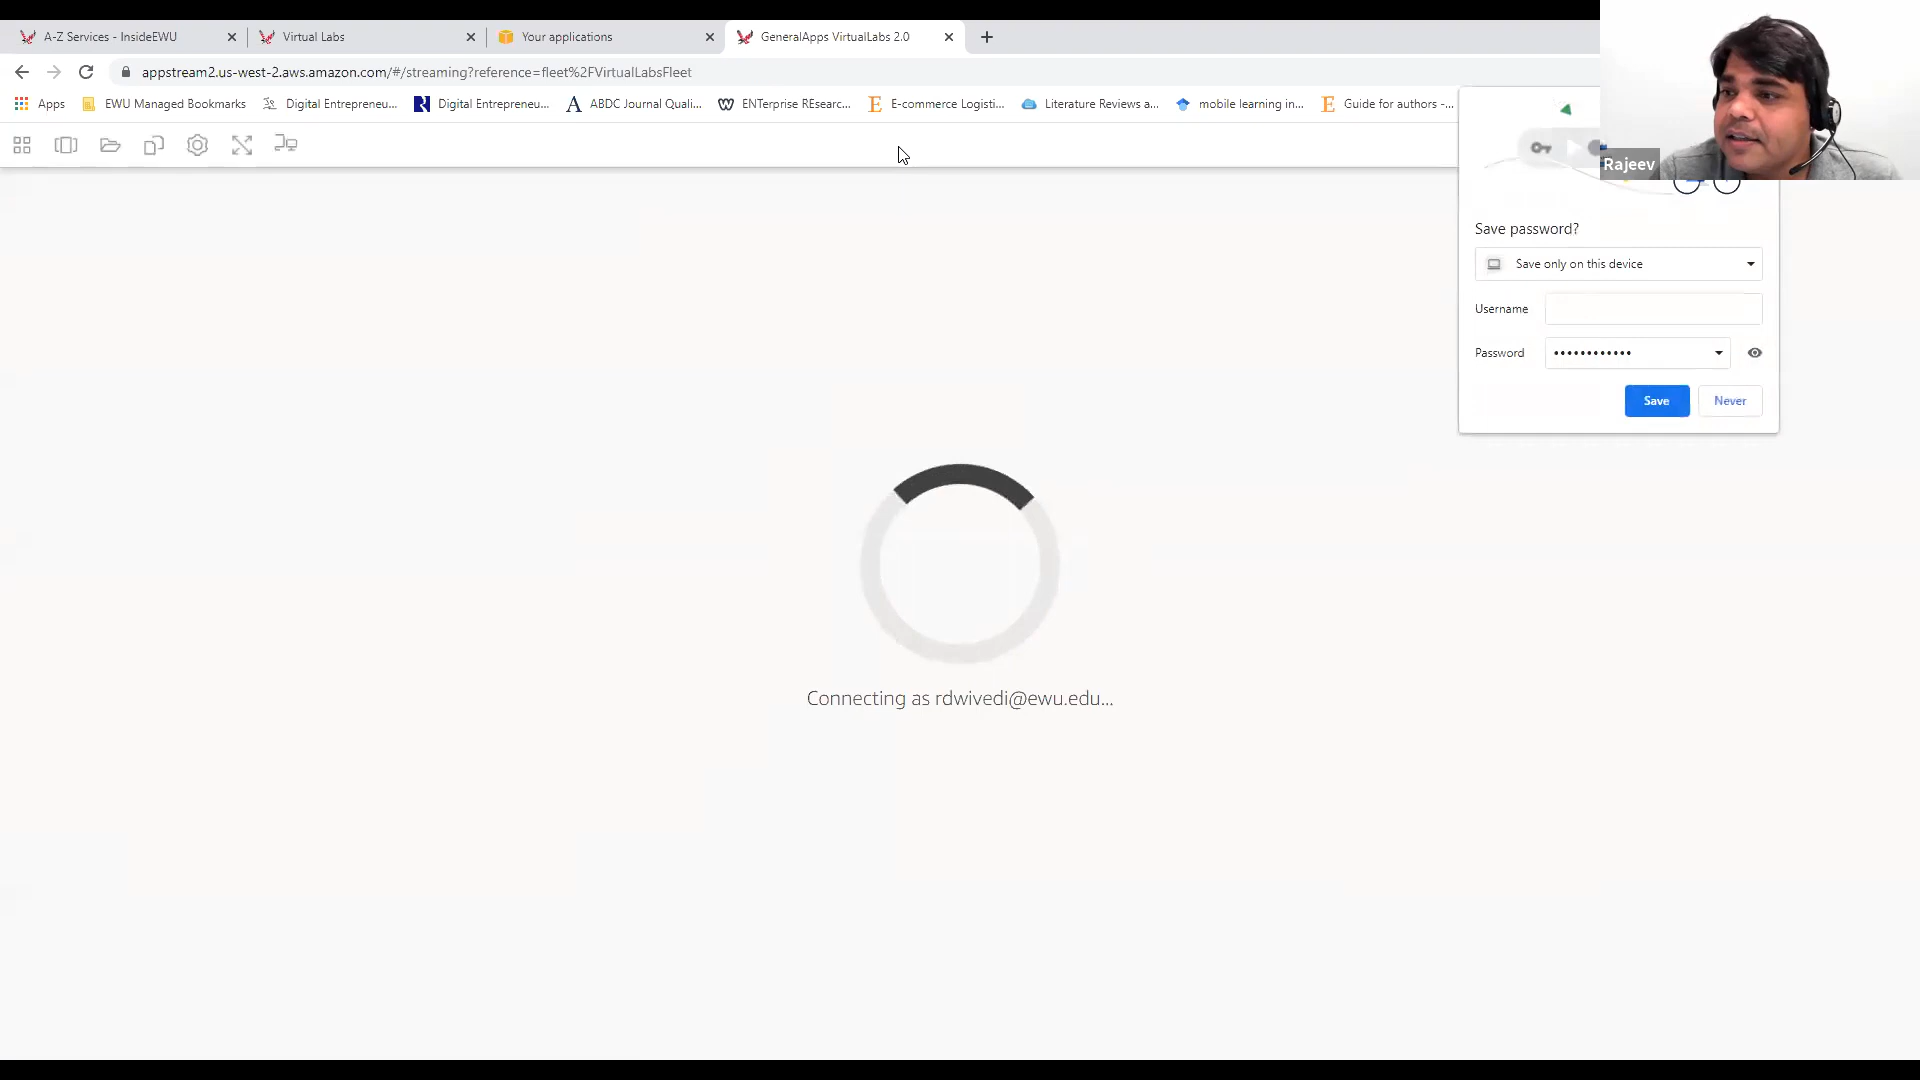 A-Z Services - InsideEWU
Virtual Labs
Your applications
GeneralApps VirtualLabs 2.0
appstream2.us-west-2.aws.amazon.com/#/streaming?reference=fleet%2FVirtualLabsFleet
Apps
EWU Managed Bookmarks
Digital Entrepreneu...
Digital Entrepreneu...
ABDC Journal Quali...
ENTerprise REsearc...
E-commerce Logisti...
Literature Reviews a...
mobile learning in...
Guide for authors -...
Rajeev
Save password?
Save only on this device
Username
Password ••••••••••••
Save
Never
Connecting as rdwivedi@ewu.edu...